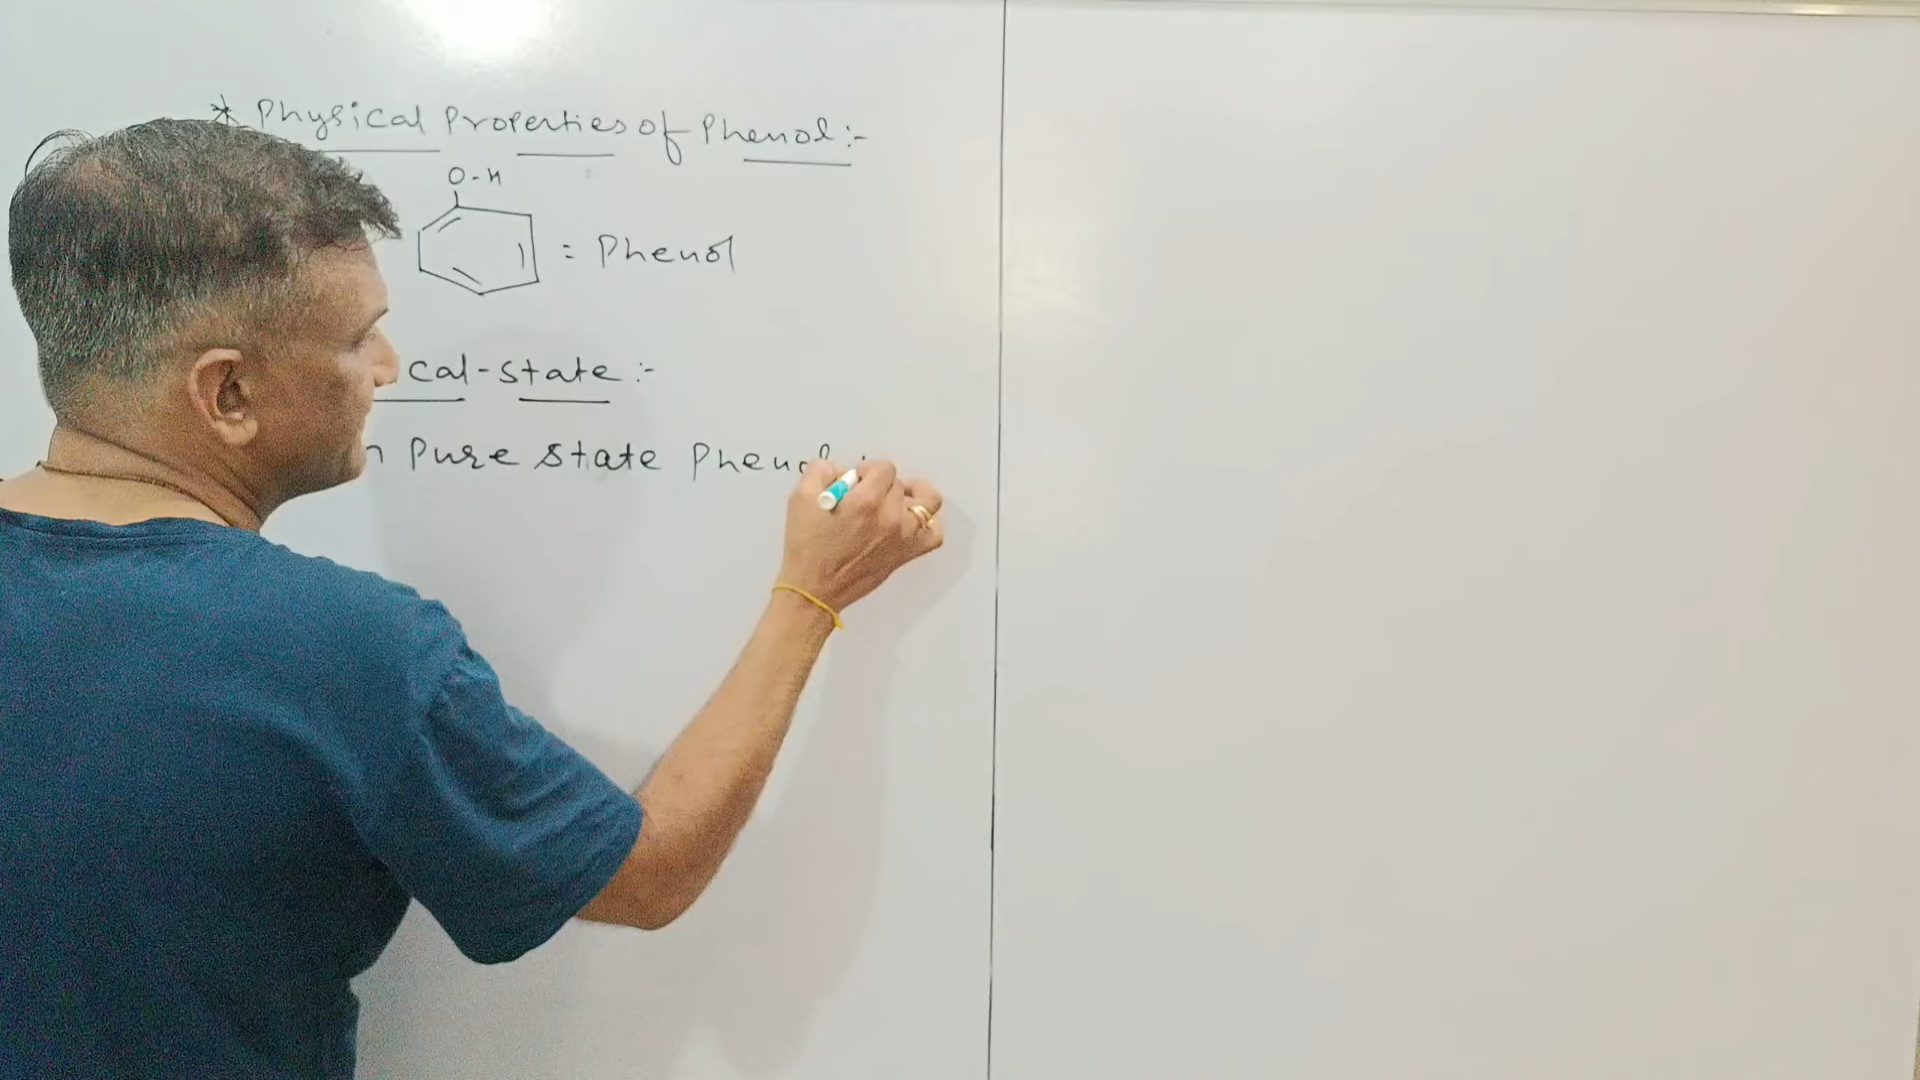 * Physical Properties of Phenol:-
O-H
= Phenol
cal-state:-
Pure state Phenol